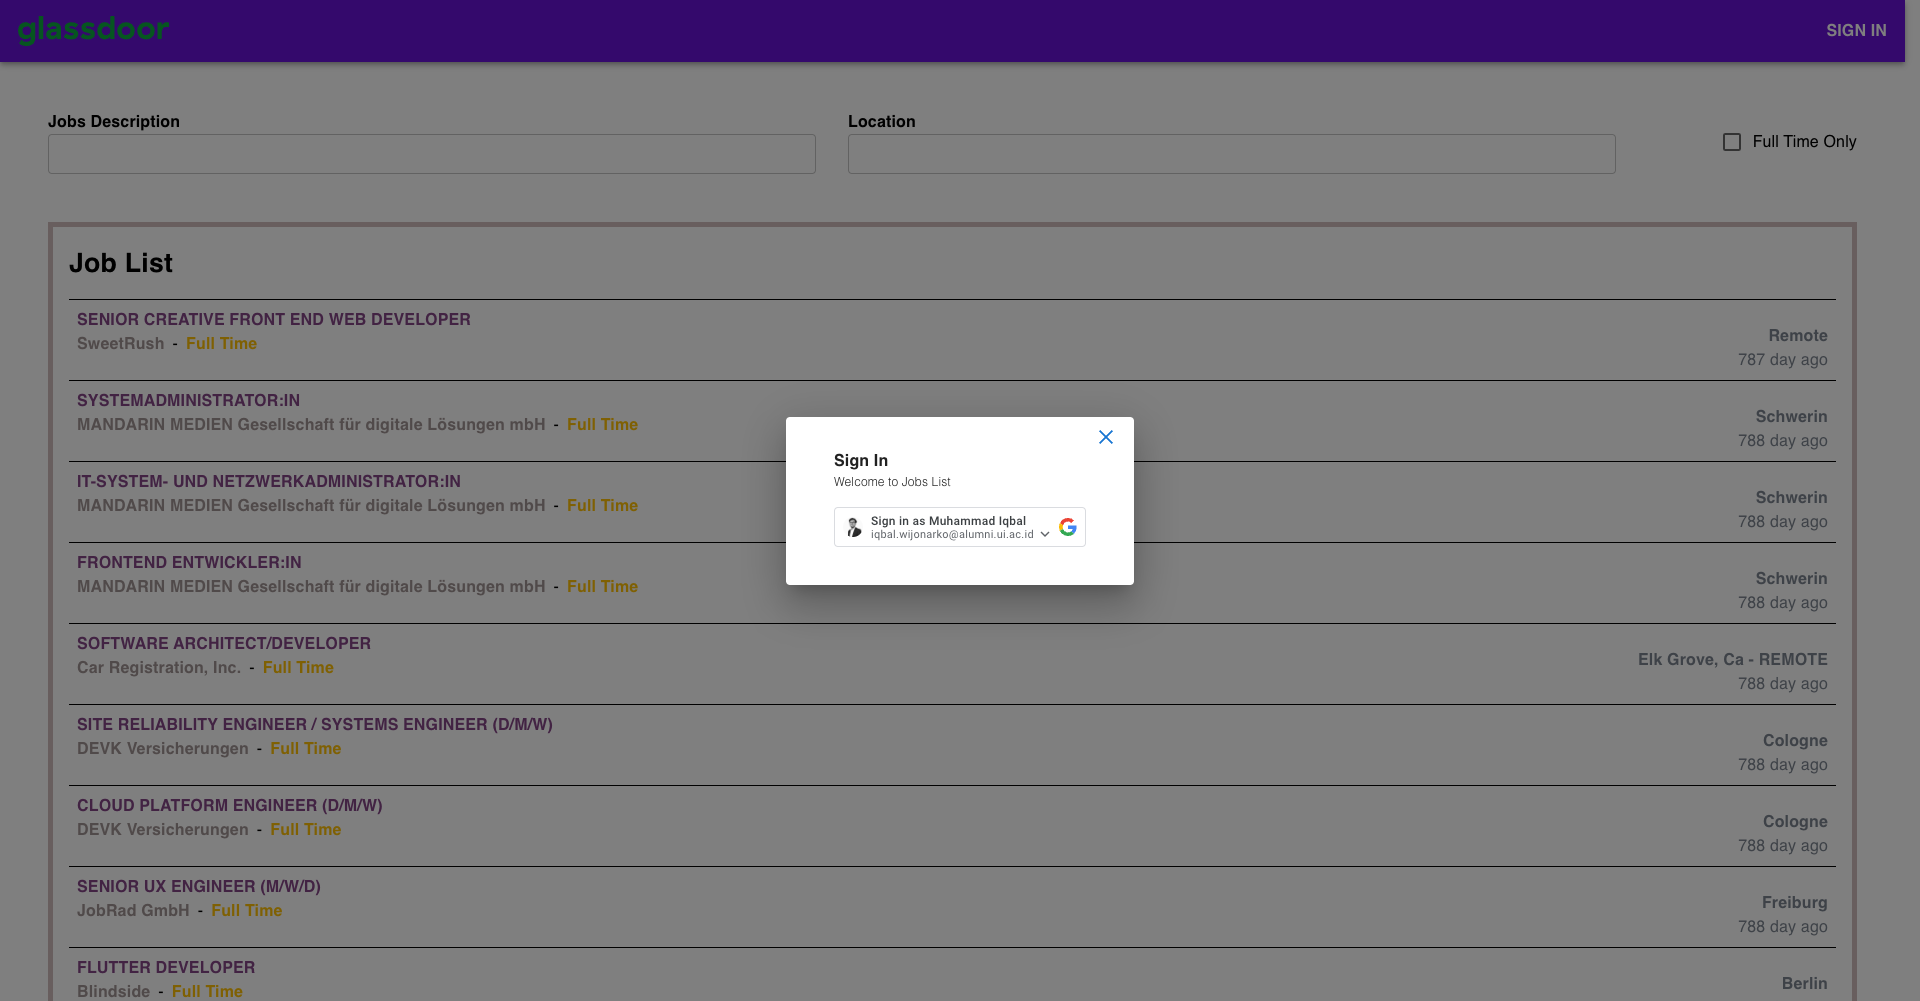 glassdoor
SIGN IN
Jobs Description
Location
Full Time Only
Job List
SENIOR CREATIVE FRONT END WEB DEVELOPER
SweetRush - Full Time
Remote
787 day ago
SYSTEMADMINISTRATOR:IN
MANDARIN MEDIEN Gesellschaft für digitale Lösungen mbH - Full Time
Schwerin
788 day ago
IT-SYSTEM- UND NETZWERKADMINISTRATOR:IN
MANDARIN MEDIEN Gesellschaft für digitale Lösungen mbH - Full Time
Schwerin
788 day ago
FRONTEND ENTWICKLER:IN
MANDARIN MEDIEN Gesellschaft für digitale Lösungen mbH - Full Time
Schwerin
788 day ago
Sign In
Welcome to Jobs List
Sign in as Muhammad Iqbal
iqbal.wijonarko@alumni.ui.ac.id
SOFTWARE ARCHITECT/DEVELOPER
Car Registration, Inc. - Full Time
Elk Grove, Ca - REMOTE
788 day ago
SITE RELIABILITY ENGINEER / SYSTEMS ENGINEER (D/M/W)
DEVK Versicherungen - Full Time
Cologne
788 day ago
CLOUD PLATFORM ENGINEER (D/M/W)
DEVK Versicherungen - Full Time
Cologne
788 day ago
SENIOR UX ENGINEER (M/W/D)
JobRad GmbH - Full Time
Freiburg
788 day ago
FLUTTER DEVELOPER
Blindside - Full Time
Berlin